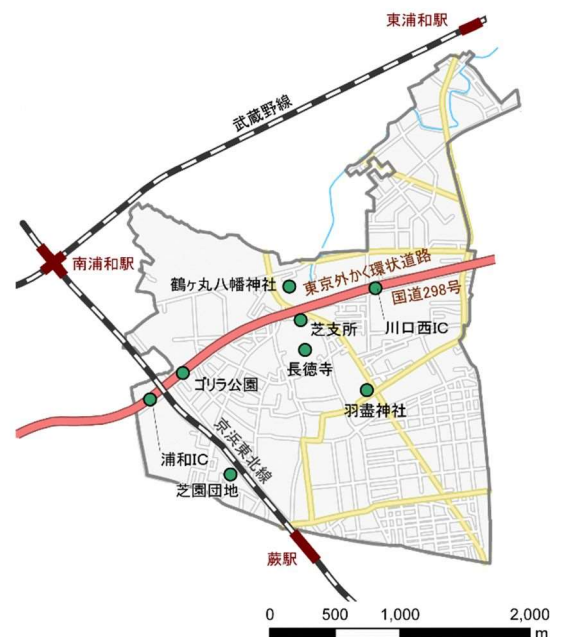 東浦和駅
武蔵野線
南浦和駅
鶴ヶ丸八幡神社
東京外かく環状道路
国道298号
芝支所
川口西IC
長徳寺
ゴリラ公園
羽盡神社
京浜東北線
浦和IC
芝園団地
蕨駅
0 500 1,000 2,000
m